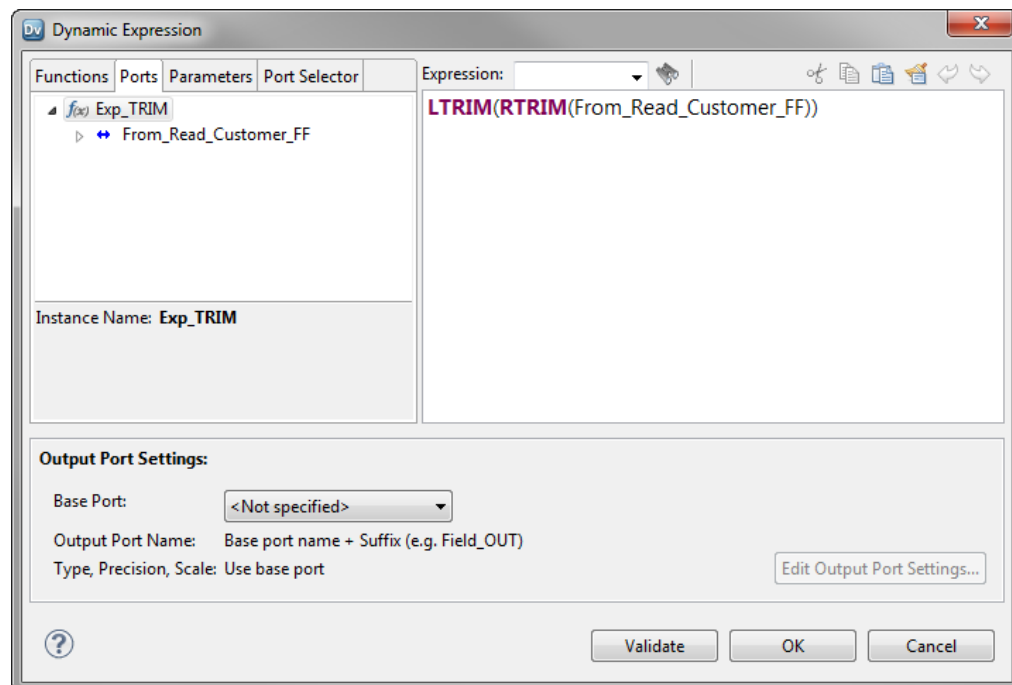 Dv Dynamic Expression
Functions Ports Parameters Port Selector
Expression:
f(x) Exp_TRIM
From_Read_Customer_FF
LTRIM(RTRIM(From_Read_Customer_FF))
Instance Name: Exp_TRIM
Output Port Settings:
Base Port: <Not specified>
Output Port Name: Base port name + Suffix (e.g. Field_OUT)
Type, Precision, Scale: Use base port
Edit Output Port Settings...
?
Validate OK Cancel